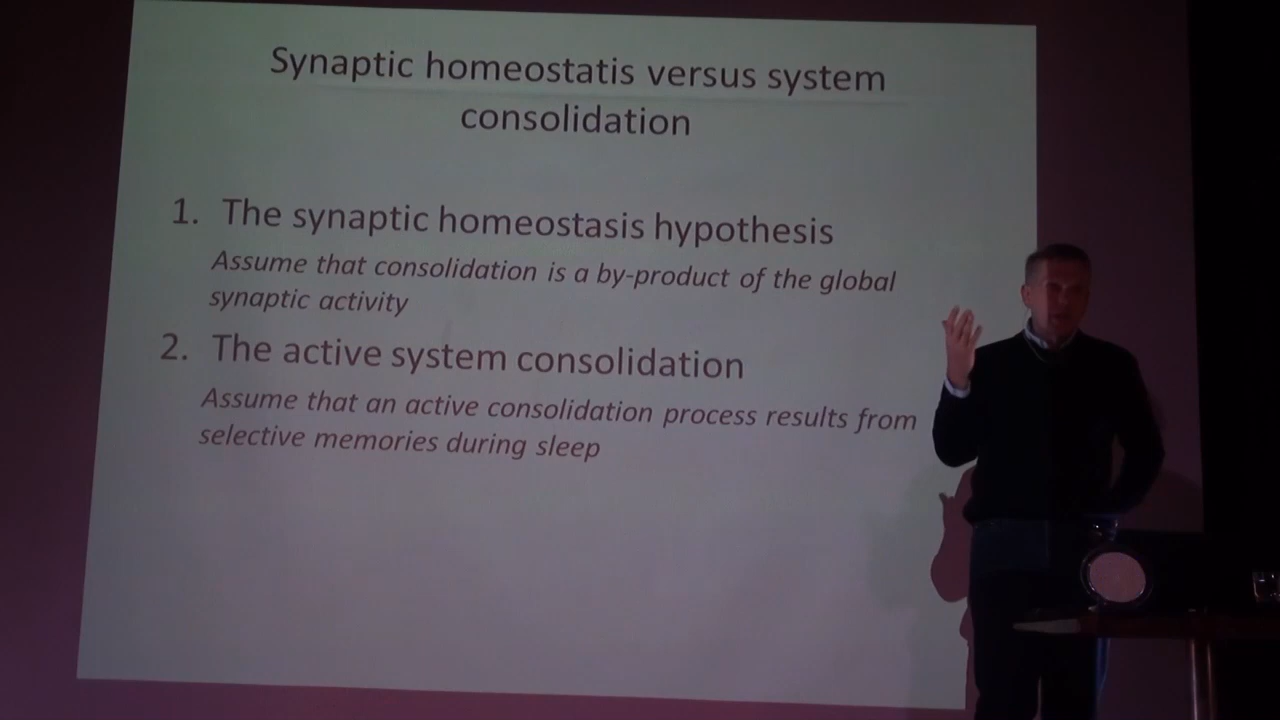 Synaptic homeostatis versus system
consolidation
1. The synaptic homeostasis hypothesis
Assume that consolidation is a by-product of the global
synaptic activity
2. The active system consolidation
Assume that an active consolidation process results from
selective memories during sleep